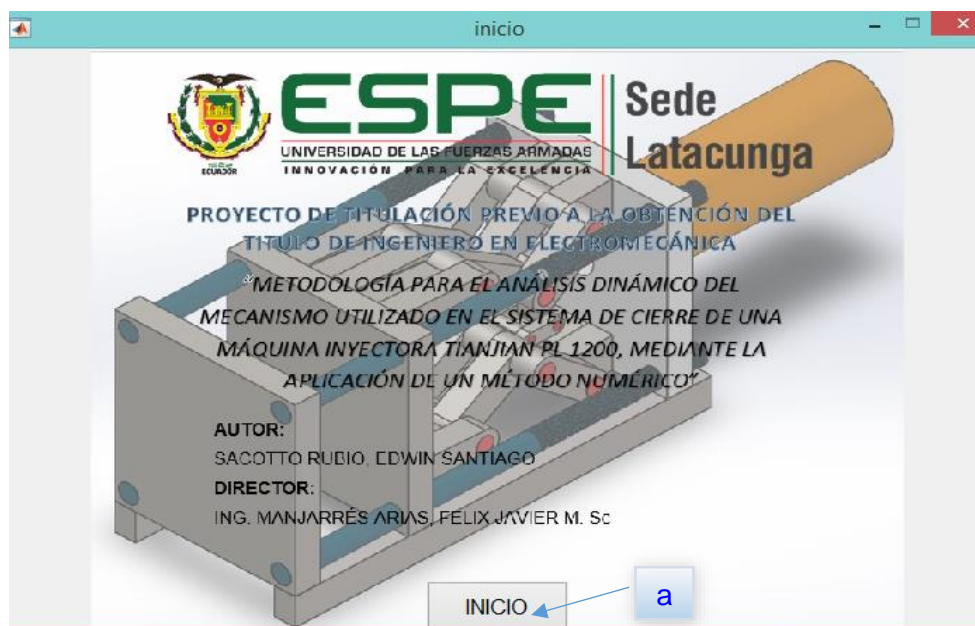 inicio
ESPE
UNIVERSIDAD DE LAS FUERZAS ARMADAS
INNOVACIÓN PARA LA EXCELENCIA
Sede
Latacunga
ECUADOR
PROYECTO DE TITULACIÓN PREVIO A LA OBTENCIÓN DEL
TITULO DE INGENIERO EN ELECTROMECÁNICA
“METODOLOGÍA PARA EL ANÁLISIS DINÁMICO DEL
MECANISMO UTILIZADO EN EL SISTEMA DE CIERRE DE UNA
MÁQUINA INYECTORA TIANJIAN PL 1200, MEDIANTE LA
APLICACIÓN DE UN MÉTODO NUMÉRICO”
AUTOR:
SACOTTO RUBIO, EDWIN SANTIAGO
DIRECTOR:
ING. MANJARRÉS ARIAS, FELIX JAVIER M. Sc
INICIO
a